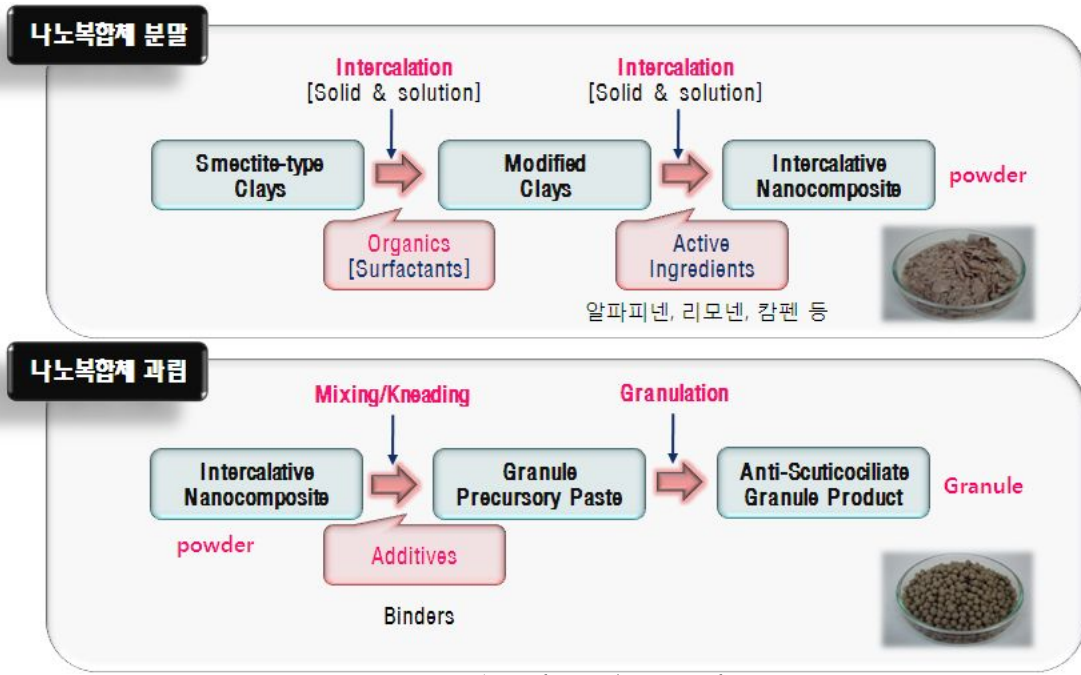 나노복합체 분말
Intercalation
[Solid & solution]
Intercalation
[Solid & solution]
Smectite-type
Clays
Modified
Clays
Intercalative
Nanocomposite
powder
Organics
[Surfactants]
Active
Ingredients
알파피넨, 리모넨, 캄펜 등
나노복합체 과립
Mixing/Kneading
Granulation
Intercalative
Nanocomposite
Granule
Precursory Paste
Anti-Scuticociliate
Granule Product
Granule
powder
Additives
Binders